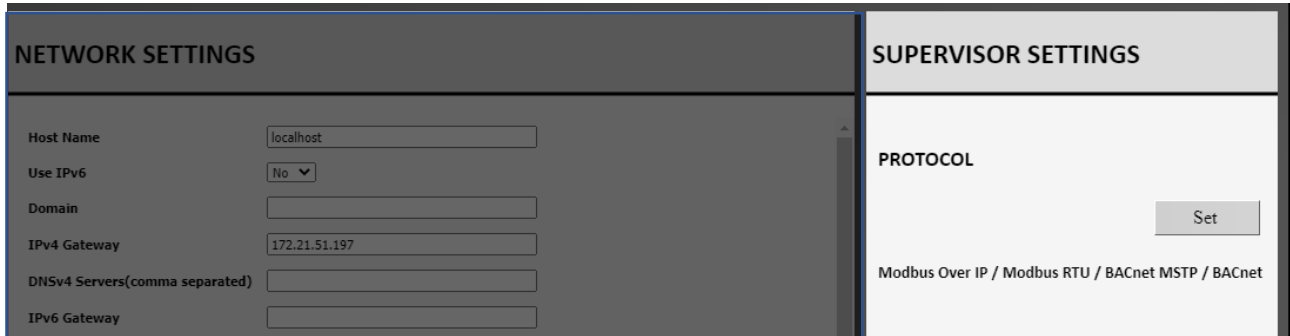 NETWORK SETTINGS
Host Name localhost
Use IPv6 No
Domain
IPv4 Gateway 172.21.51.197
DNSv4 Servers(comma separated)
IPv6 Gateway
SUPERVISOR SETTINGS
PROTOCOL
Set
Modbus Over IP / Modbus RTU / BACnet MSTP / BACnet